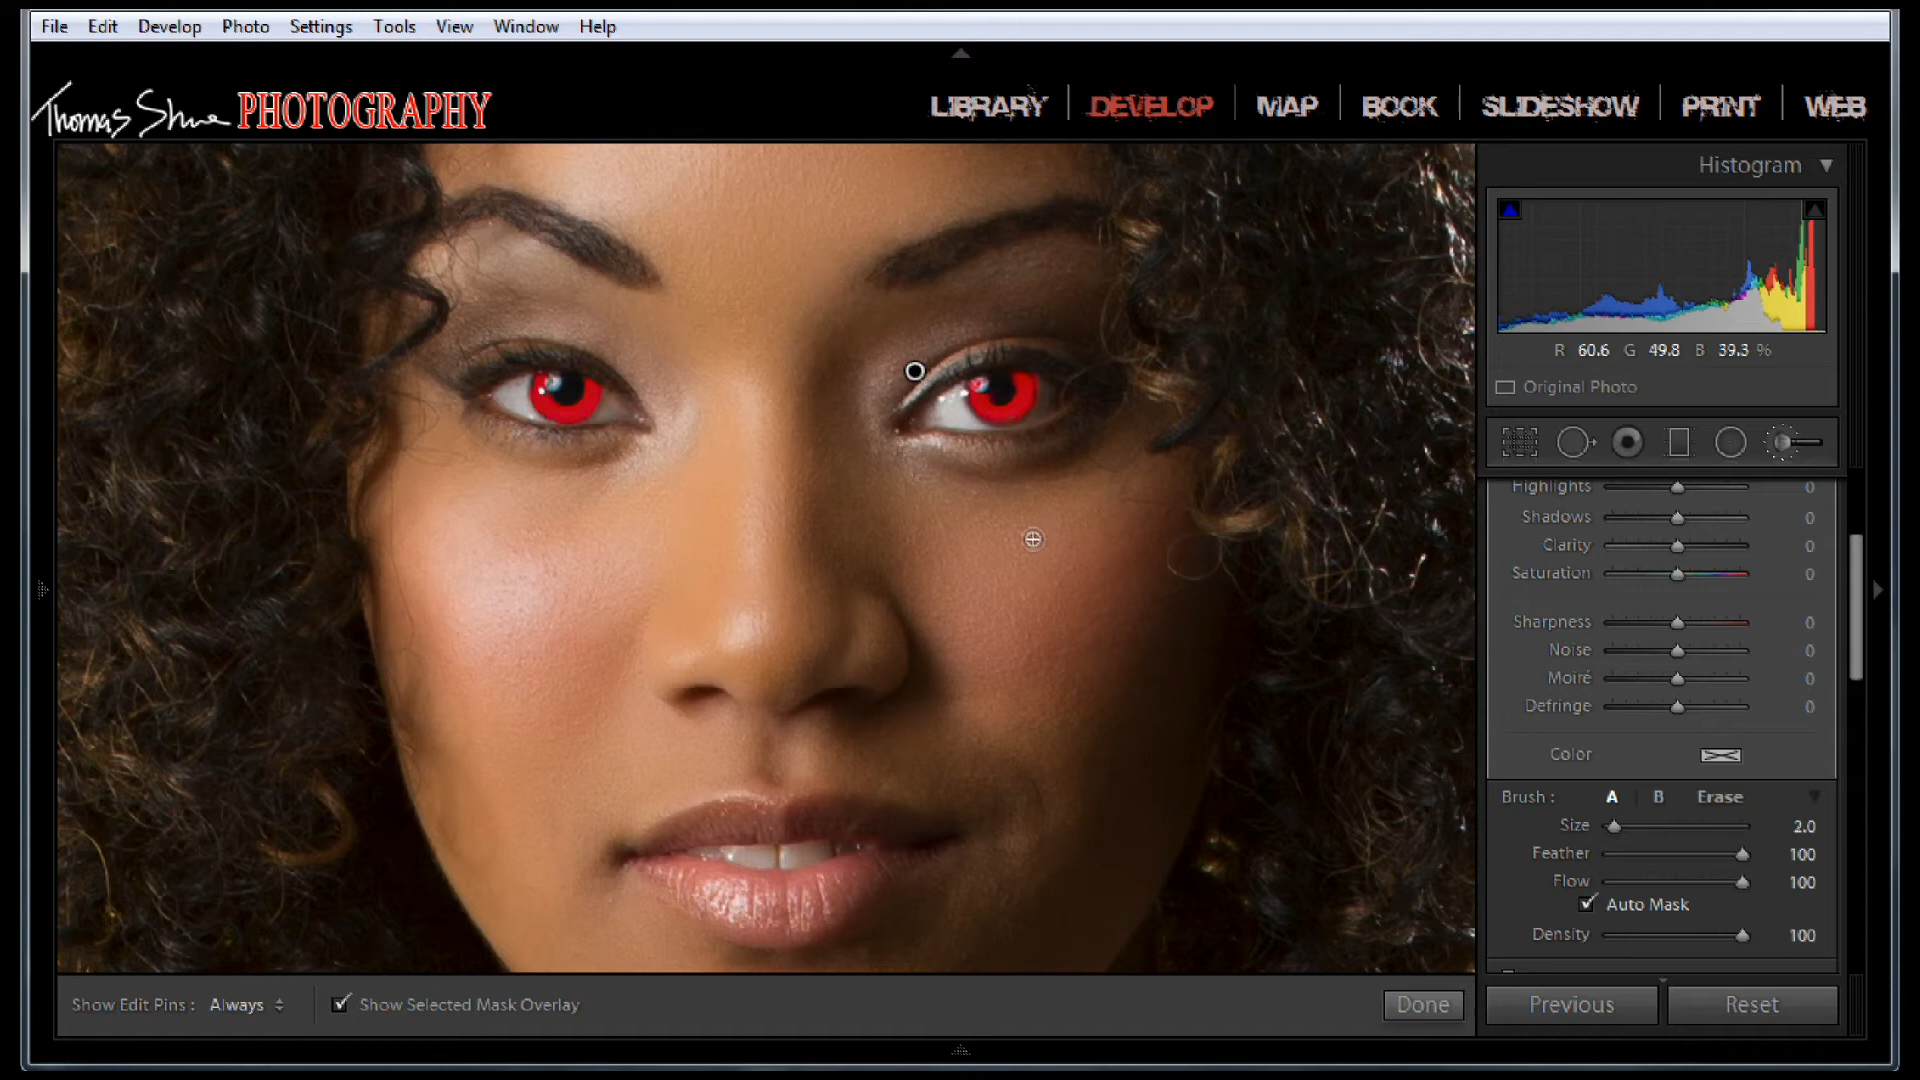 File Edit Develop Photo Settings Tools View Window Help
Thomas Shue PHOTOGRAPHY
LIBRARY | DEVELOP | MAP | BOOK | SLIDESHOW | PRINT | WEB
Histogram
R 60.6 G 49.8 B 39.3 %
Original Photo
Highlights 0
Shadows 0
Clarity 0
Saturation 0
Sharpness 0
Noise 0
Moiré 0
Defringe 0
Color
Brush : A B Erase
Size 2.0
Feather 100
Flow 100
Auto Mask
Density 100
Show Edit Pins : Always Show Selected Mask Overlay Done Previous Reset